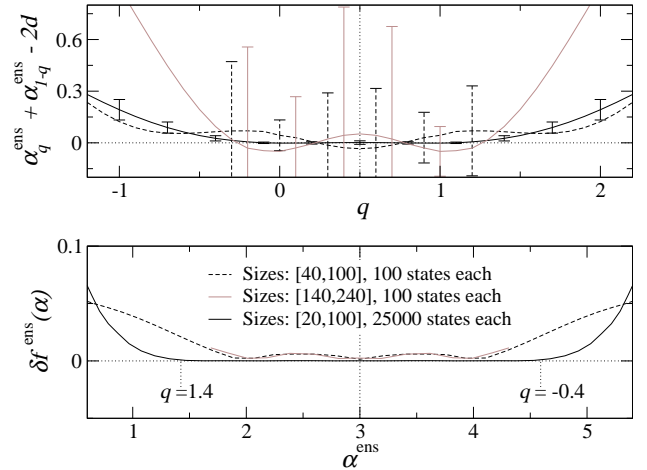 0.6
0.3
0
α_q^ens + α_{1-q}^ens - 2d
-1
0
1
2
q
0.1
0
δf^ens(α)
Sizes: [40,100], 100 states each
Sizes: [140,240], 100 states each
Sizes: [20,100], 25000 states each
q =1.4
q = -0.4
1
2
3
4
5
α^ens